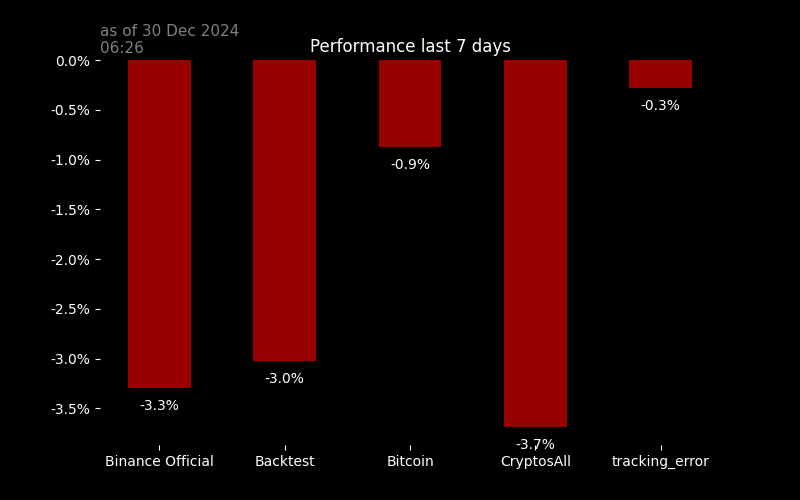 as of 30 Dec 2024
06:26
Performance last 7 days
0.0%
-0.5%
-1.0%
-1.5%
-2.0%
-2.5%
-3.0%
-3.5%
-3.3%
-3.0%
-0.9%
-3.7%
-0.3%
Binance Official
Backtest
Bitcoin
CryptosAll
tracking_error